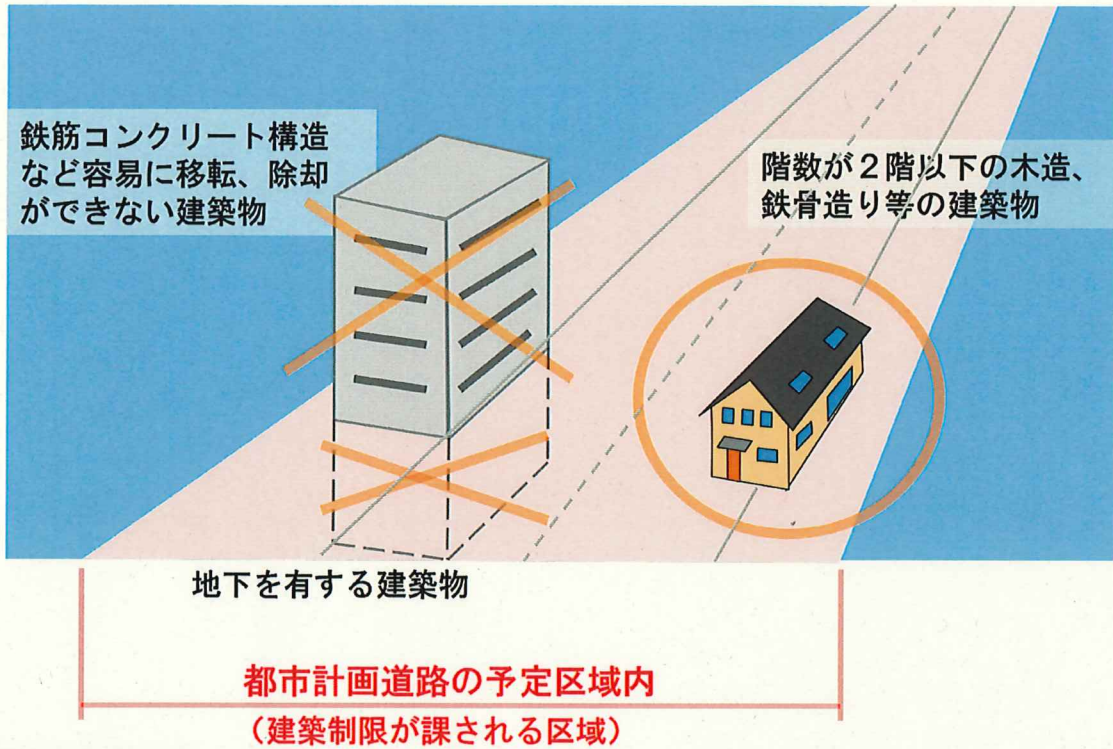 鉄筋コンクリート構造
など容易に移転、除却
ができない建築物
階数が２階以下の木造、
鉄骨造り等の建築物
地下を有する建築物
都市計画道路の予定区域内
（建築制限が課される区域）